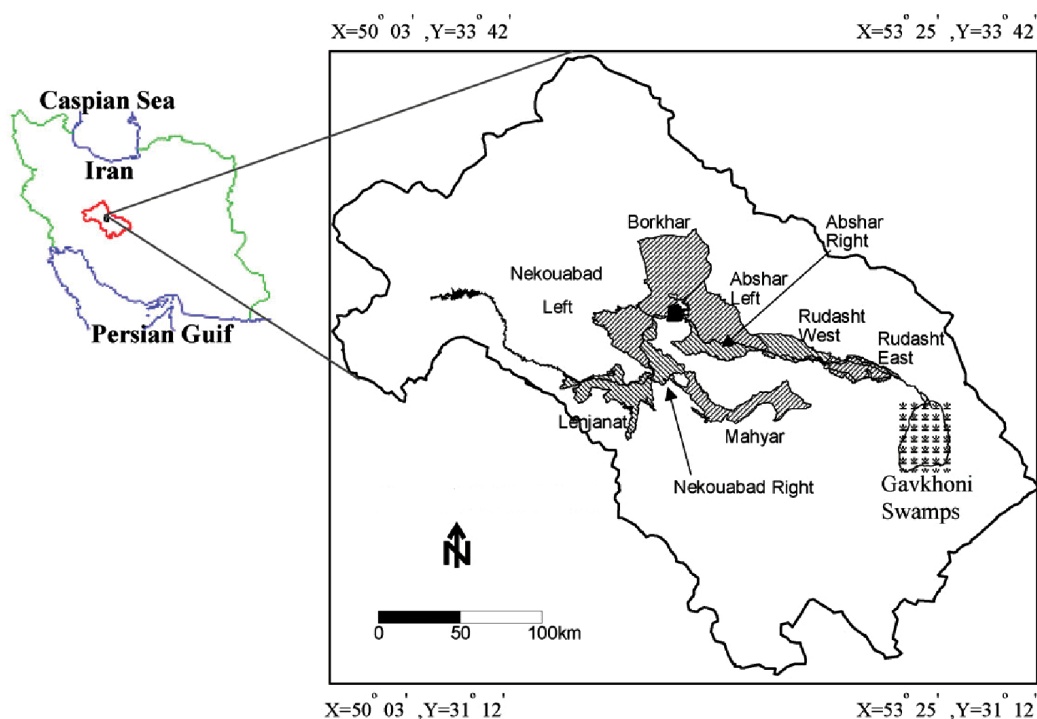 X=50° 03' ,Y=33° 42'
X=53° 25' ,Y=33° 42'
Caspian Sea
Iran
Persian Guif
Borkhar
Abshar
Right
Nekouabad
Left
Abshar
Left
Rudasht
West
Rudasht
East
Lenjanat
Mahyar
Nekouabad Right
Gavkhoni
Swamps
N
0 50 100km
X=50° 03' ,Y=31° 12'
X=53° 25' ,Y=31° 12'